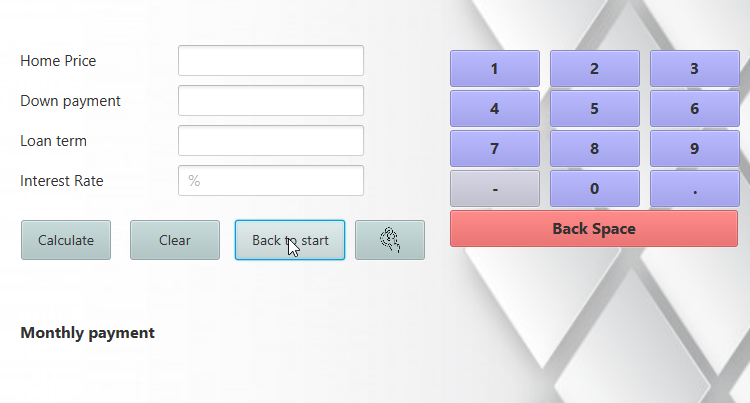 Home Price
Down payment
Loan term
Interest Rate %
Calculate Clear Back to start
Monthly payment
1 2 3
4 5 6
7 8 9
- 0 .
Back Space